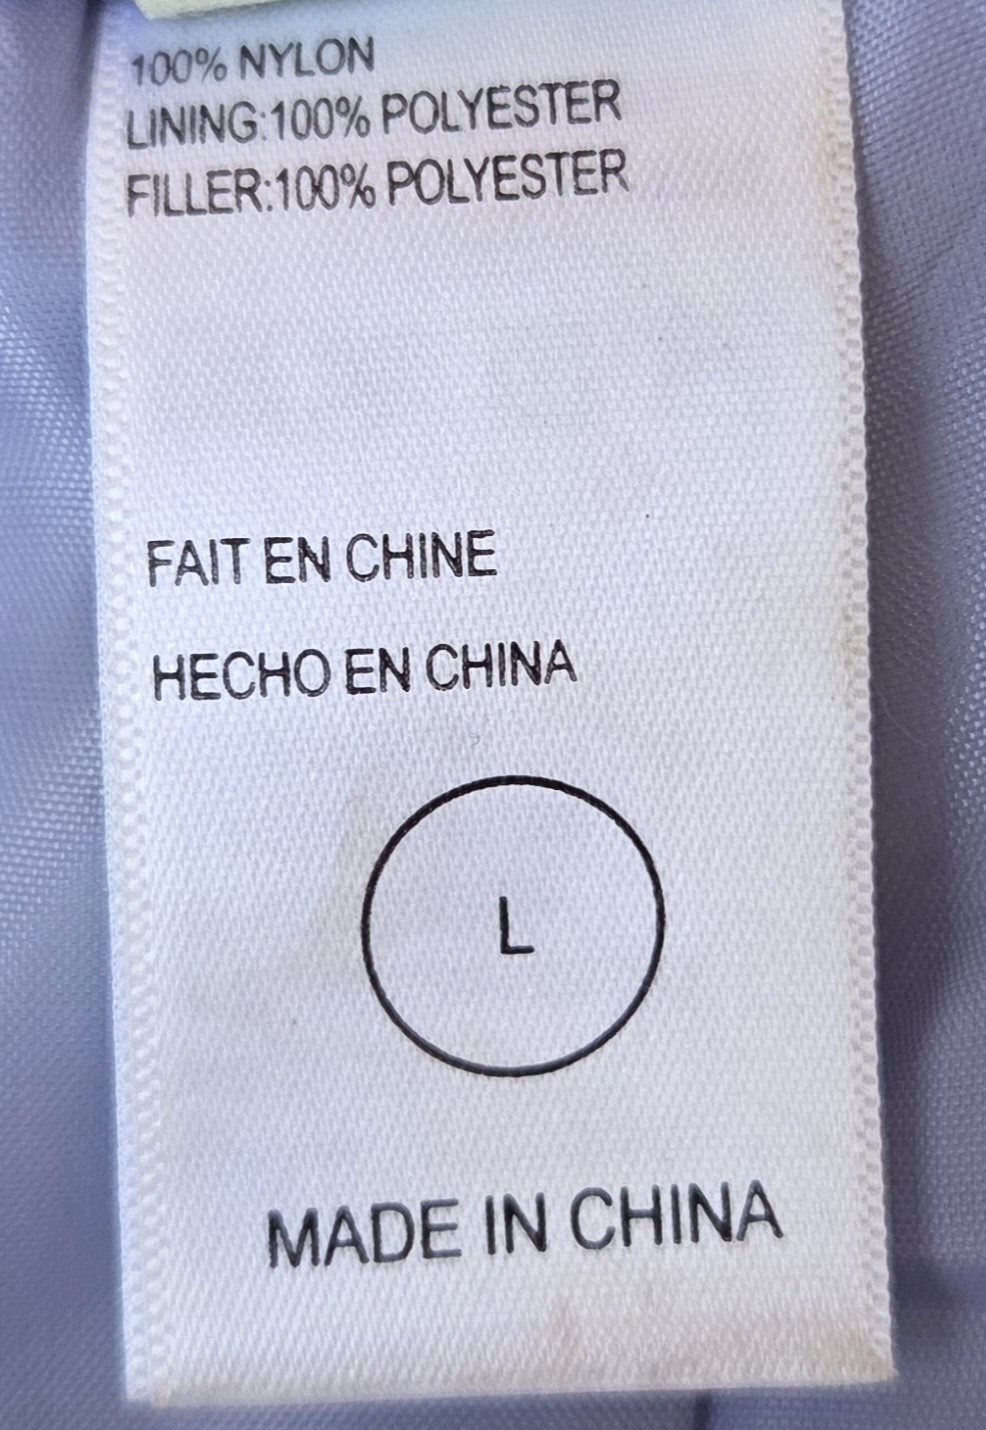 100% NYLON
LINING:100% POLYESTER
FILLER:100% POLYESTER
FAIT EN CHINE
HECHO EN CHINA
L
MADE IN CHINA